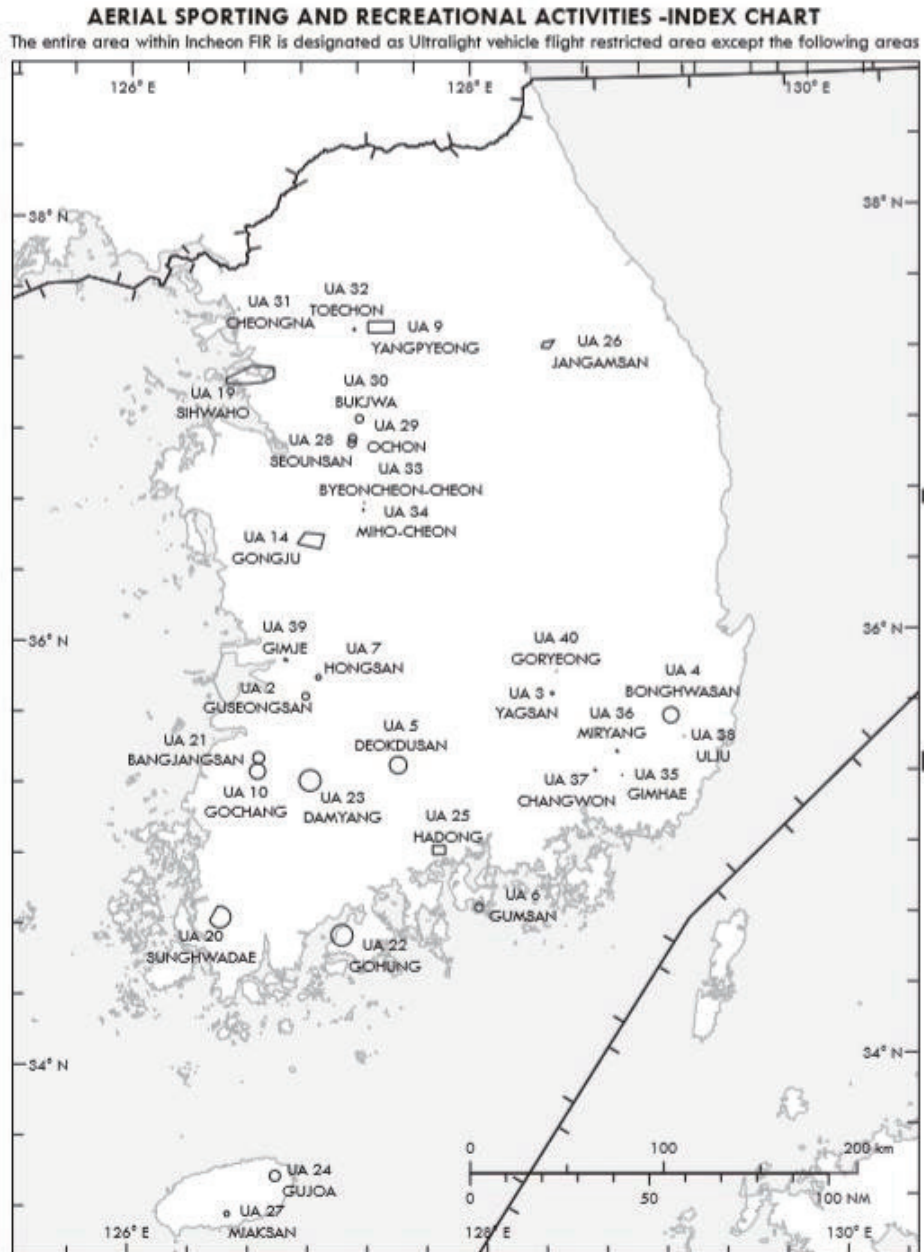 AERIAL SPORTING AND RECREATIONAL ACTIVITIES -INDEX CHART
The entire area within Incheon FIR is designated as Ultralight vehicle flight restricted area except the following areas
126° E
128° E
130° E
38° N
38° N
UA 31
CHEONGNA
UA 32
TOECHON
UA 9
YANGPYEONG
UA 26
JANGAMSAN
UA 19
SIHWAHO
UA 30
BUKJWA
UA 29
OCHON
UA 28
SEOUNSAN
UA 33
BYEONCHEON-CHEON
UA 34
MIHO-CHEON
UA 14
GONGJU
36° N
36° N
UA 39
GIMJE
UA 7
HONGSAN
UA 2
GUSEONGSAN
UA 40
GORYEONG
UA 4
BONGHWASAN
UA 3
YAGSAN
UA 36
MIRYANG
UA 38
ULJU
UA 5
DEOKDUSAN
UA 21
BANGJANGSAN
UA 10
GOCHANG
UA 23
DAMYANG
UA 37
CHANGWON
UA 35
GIMHAE
UA 25
HADONG
UA 6
GUMSAN
UA 20
SUNGHWADAE
UA 22
GOHUNG
34° N
34° N
0 100 200 km
0 50 100 NM
UA 24
GUJOA
UA 27
MIAKSAN
126° E
128° E
130° E